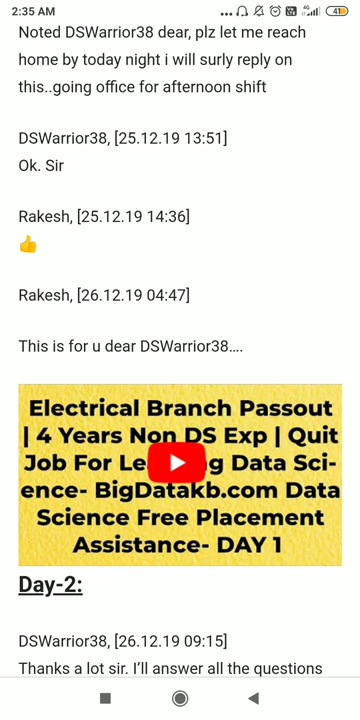 2:35 AM
41
Noted DSWarrior38 dear, plz let me reach
home by today night i will surly reply on
this..going office for afternoon shift
DSWarrior38, [25.12.19 13:51]
Ok. Sir
Rakesh, [25.12.19 14:36]
👍
Rakesh, [26.12.19 04:47]
This is for u dear DSWarrior38....
Electrical Branch Passout
| 4 Years Non DS Exp | Quit
Job For Le g Data Sci-
ence- BigDatakb.com Data
Science Free Placement
Assistance- DAY 1
Day-2:
DSWarrior38, [26.12.19 09:15]
Thanks a lot sir. I'll answer all the questions